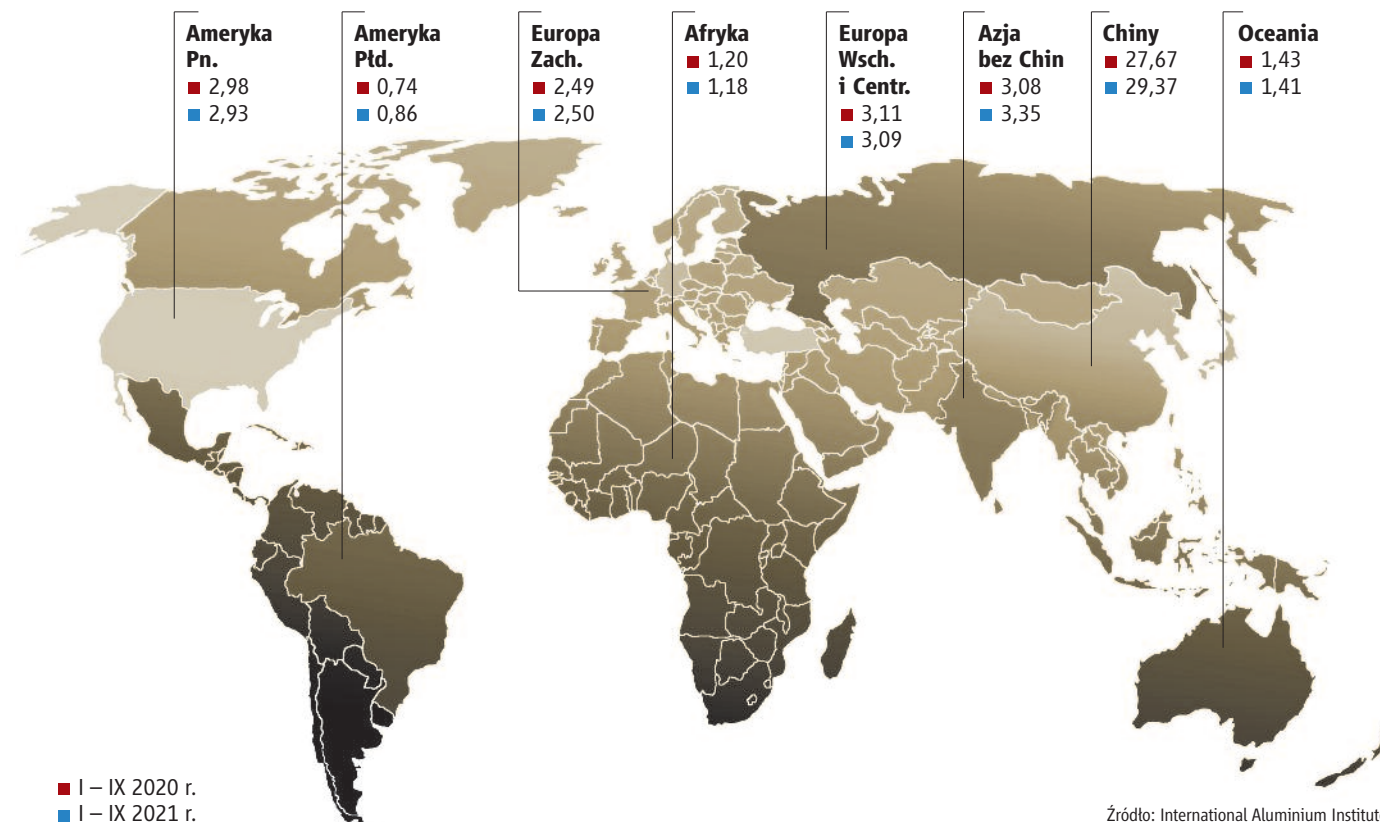 Ameryka
Pn.
2,98
2,93
Ameryka
Płd.
0,74
0,86
Europa
Zach.
2,49
2,50
Afryka
1,20
1,18
Europa
Wsch.
i Centr.
3,11
3,09
Azja
bez Chin
3,08
3,35
Chiny
27,67
29,37
Oceania
1,43
1,41
I – IX 2020 r.
I – IX 2021 r.
Źródło: International Aluminium Institut